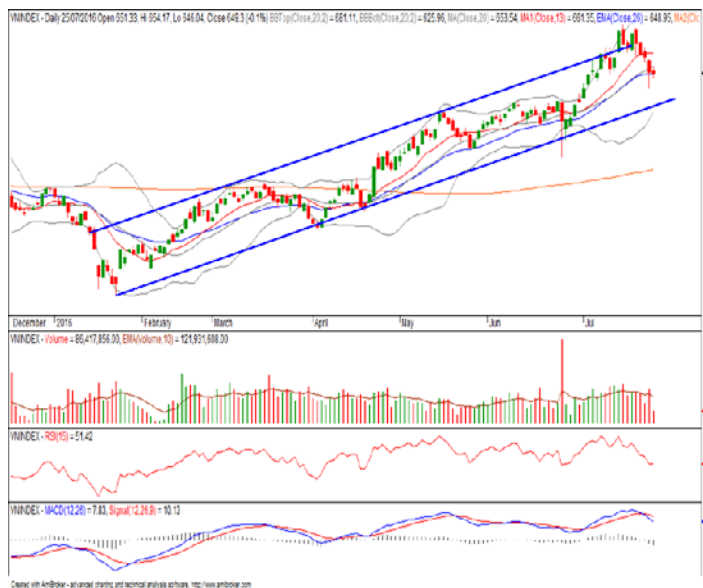 VNINDEX - Daily 25/07/2016 Open 651.33, Hi 654.17, Lo 646.04, Close 649.3 (-0.1%) BBTop(Close,20,2) = 681.11, BBBot(Close,20,2) = 625.96, MA(Close,20) = 653.54, MA1(Close,13) = 661.35, EMA(Close,26) = 648.95, MA2(Clo
December 2016 February March April May Jun Jul
VNINDEX - Volume = 86,417,856.00, EMA(Volume,10) = 121,931,688.00
VNINDEX - RSI(15) = 51.42
VNINDEX - MACD(12,26) = 7.83, Signal(12,26,9) = 10.13
Created with AmiBroker - advanced charting and technical analysis software. http://www.amibroker.com